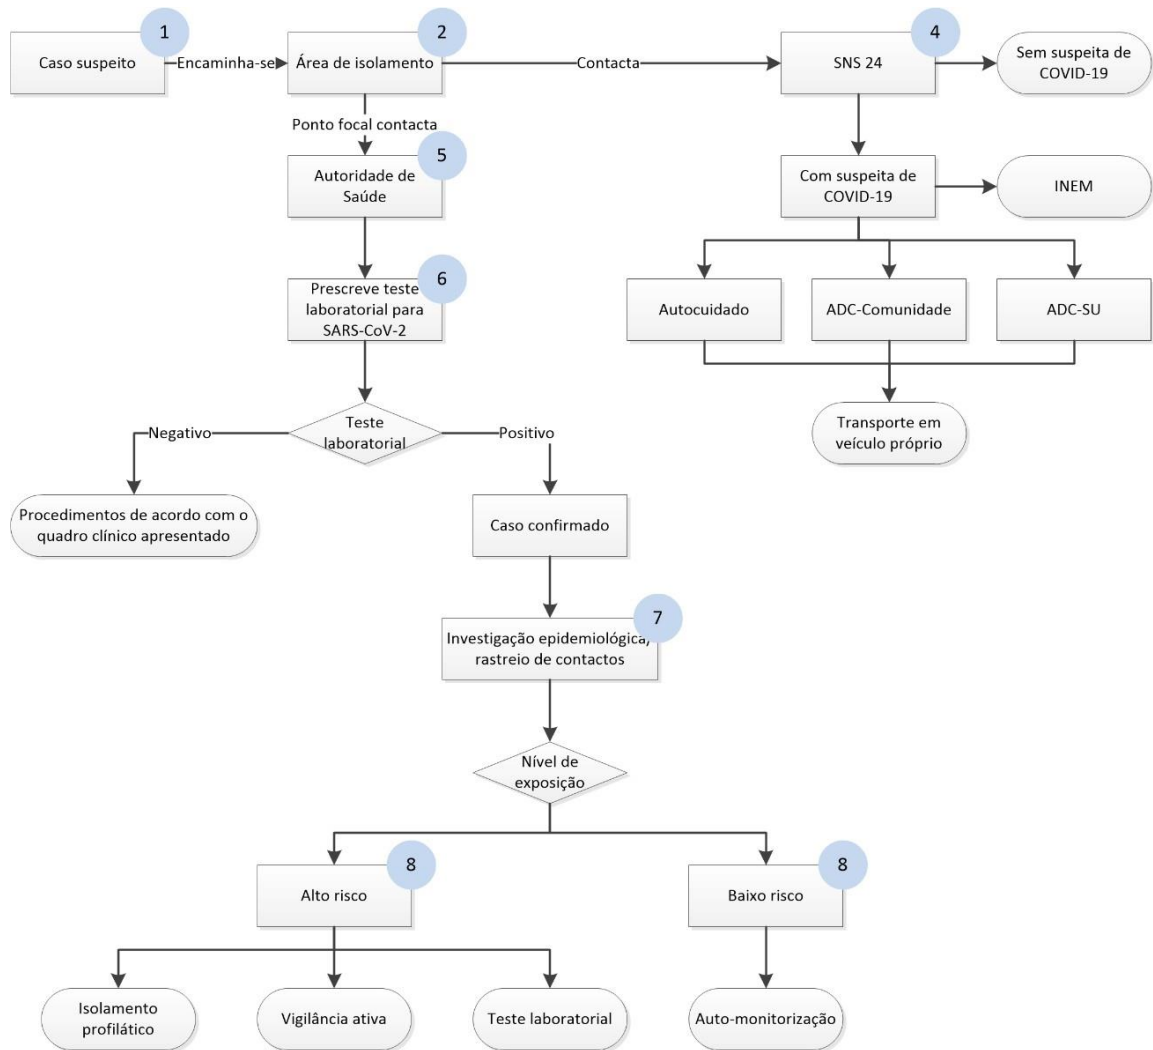 1
2
4
Caso suspeito
Encaminha-se
Área de isolamento
Contacta
SNS 24
Sem suspeita de
COVID-19
Ponto focal contacta
5
Autoridade de
Saúde
Com suspeita de
COVID-19
INEM
6
Prescreve teste
laboratorial para
SARS-CoV-2
Autocuidado
ADC-Comunidade
ADC-SU
Negativo
Teste
laboratorial
Positivo
Transporte em
veículo próprio
Procedimentos de acordo com o
quadro clínico apresentado
Caso confirmado
7
Investigação epidemiológica/
rastreio de contactos
Nível de
exposição
8
8
Alto risco
Baixo risco
Isolamento
profilático
Vigilância ativa
Teste laboratorial
Auto-monitorização